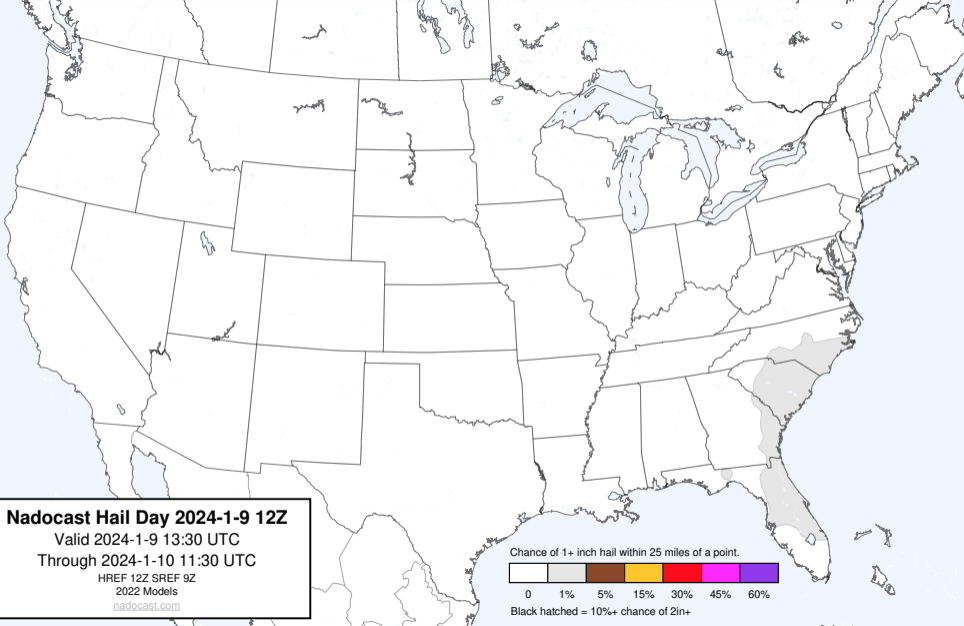 Nadocast Hail Day 2024-1-9 12Z
Valid 2024-1-9 13:30 UTC
Through 2024-1-10 11:30 UTC
HREF 12Z SREF 9Z
2022 Models
nadocast.com
Chance of 1+ inch hail within 25 miles of a point.
0 1% 5% 15% 30% 45% 60%
Black hatched = 10%+ chance of 2in+